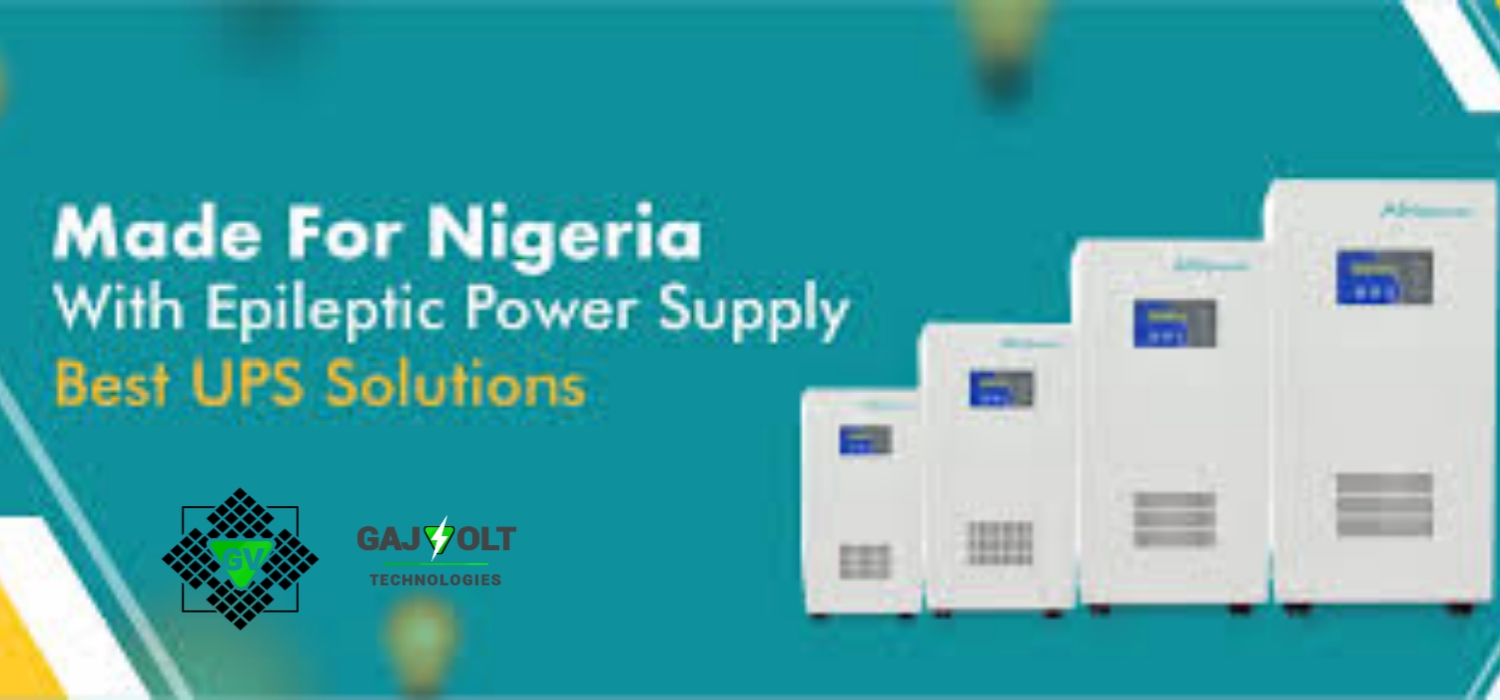 Made For Nigeria
With Epileptic Power Supply
Best UPS Solutions
GV
GAJVOLT
TECHNOLOGIES